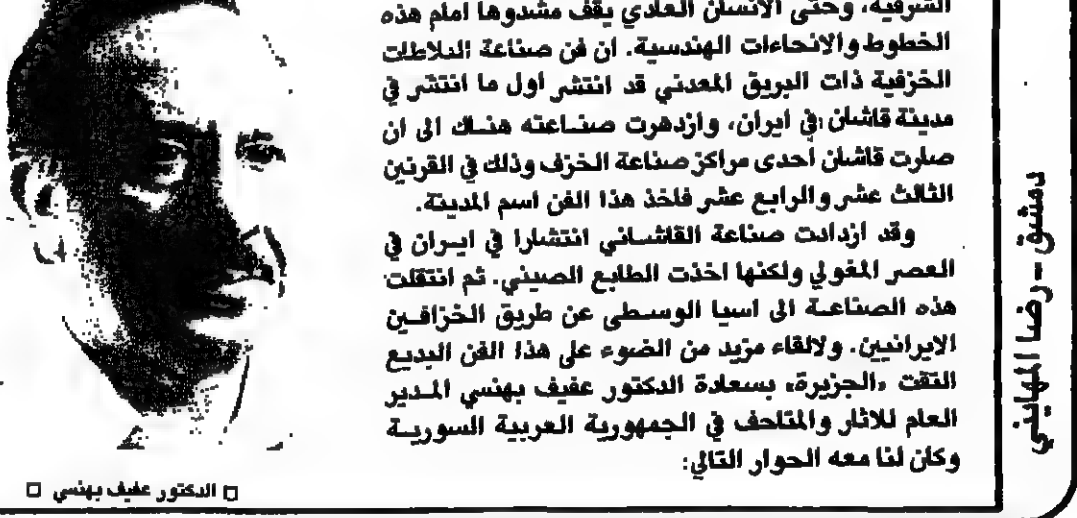 الشرقية، وحتى الانسان العادي يقف مشدوها امام هذه
الخطوط والانحاءات الهندسية. ان فن صناعة البلاطات
الخزفية ذات البريق المعدني قد انتشر أول ما انتشر في
مدينة قاشان في ايران، وازدهرت صناعته هناك الى ان
صارت قاشان أحدى مراكز صناعة الخزف وذلك في القرنين
الثالث عشر والرابع عشر فلخذ هذا الفن اسم المدينة.
وقد ازدادت صناعة القاشاني انتشارا في ايران في
العصر المغولي ولكنها اخذت الطابع الصيني. ثم انتقلت
هذه الصناعة الى اسيا الوسطى عن طريق الخزافين
الايرانيين. ولالقاء مزيد من الضوء على هذا الفن البديع
التقت «الجزيرة» بسعادة الدكتور عفيف بهنسي المدير
العام للاثار والمتاحف في الجمهورية العربية السورية
وكان لنا معه الحوار التالي:
□ الدكتور عفيف بهنسي □
دمشق - رضا المهايني